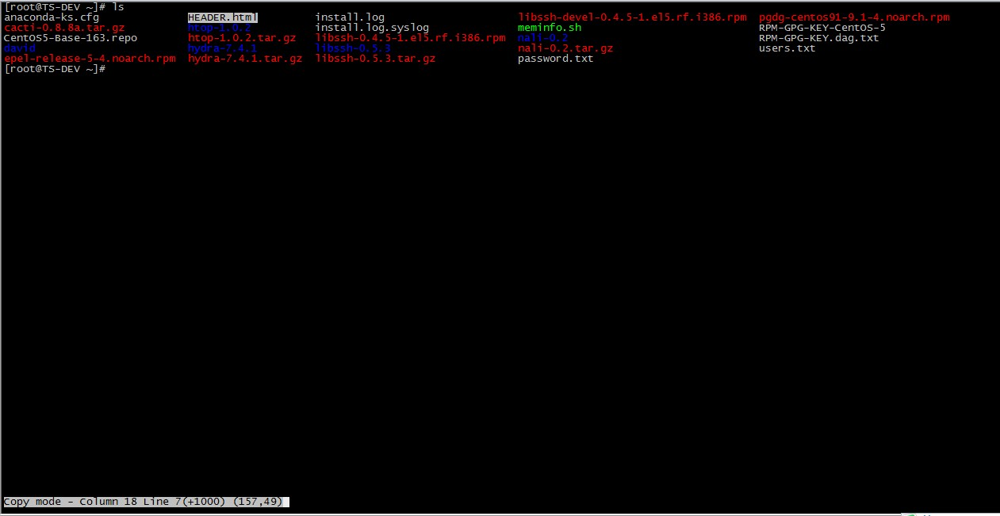 [root@TS-DEV ~]# ls
anaconda-ks.cfg HEADER.html install.log libssh-devel-0.4.5-1.el5.rf.i386.rpm pgdg-centos91-9.1-4.noarch.rpm
cacti-0.8.8a.tar.gz htop-1.0.2 install.log.syslog meminfo.sh RPM-GPG-KEY-CentOS-5
CentOS5-Base-163.repo htop-1.0.2.tar.gz libssh-0.4.5-1.el5.rf.i386.rpm nali-0.2 RPM-GPG-KEY.dag.txt
david hydra-7.4.1 libssh-0.5.3 nali-0.2.tar.gz users.txt
epel-release-5-4.noarch.rpm hydra-7.4.1.tar.gz libssh-0.5.3.tar.gz password.txt
[root@TS-DEV ~]#
Copy mode - Column 18 Line 7(+1000) (157,49)